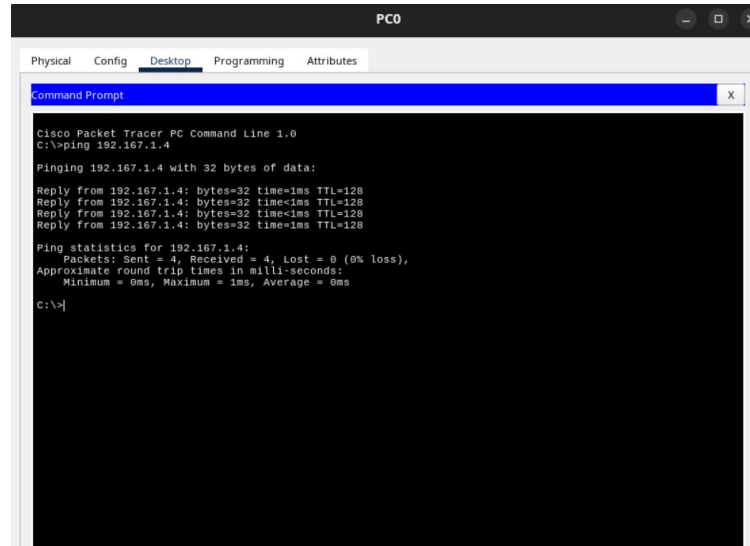 PC0
Physical Config Desktop Programming Attributes
Command Prompt X
Cisco Packet Tracer PC Command Line 1.0
C:\>ping 192.167.1.4
Pinging 192.167.1.4 with 32 bytes of data:
Reply from 192.167.1.4: bytes=32 time=1ms TTL=128
Reply from 192.167.1.4: bytes=32 time<1ms TTL=128
Reply from 192.167.1.4: bytes=32 time<1ms TTL=128
Reply from 192.167.1.4: bytes=32 time=1ms TTL=128
Ping statistics for 192.167.1.4:
Packets: Sent = 4, Received = 4, Lost = 0 (0% loss),
Approximate round trip times in milli-seconds:
Minimum = 0ms, Maximum = 1ms, Average = 0ms
C:\>